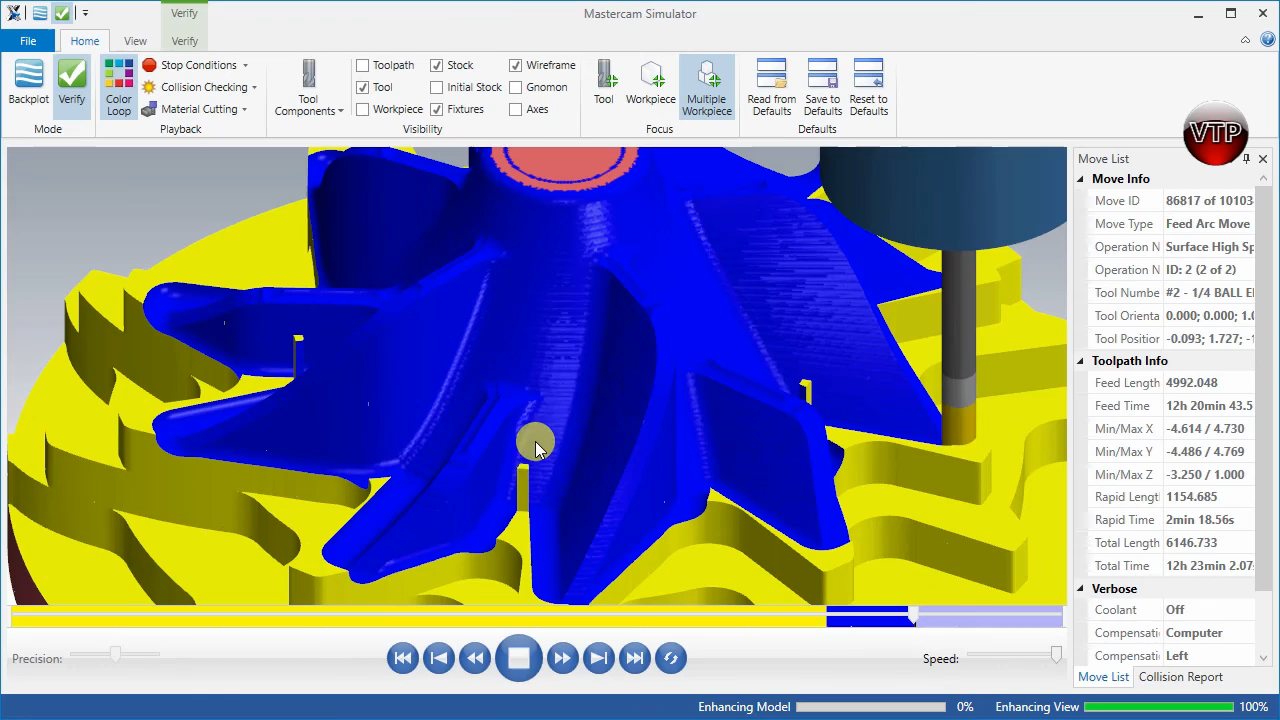 Verify
Mastercam Simulator
File
Home
View
Verify
Backplot
Verify
Mode
Color Loop
Stop Conditions
Collision Checking
Material Cutting
Playback
Tool Components
Toolpath
Tool
Workpiece
Stock
Initial Stock
Fixtures
Wireframe
Gnomon
Axes
Visibility
Tool
Workpiece
Multiple Workpiece
Focus
Read from Defaults
Save to Defaults
Reset to Defaults
Defaults
VTP
Move List
Move Info
Move ID 86817 of 10103
Move Type Feed Arc Move
Operation N Surface High Sp
Operation N ID: 2 (2 of 2)
Tool Numbe #2 - 1/4 BALL E
Tool Orienta 0.000; 0.000; 1.0
Tool Position -0.093; 1.727; -1
Toolpath Info
Feed Length 4992.048
Feed Time 12h 20min 43.5
Min/Max X -4.614 / 4.730
Min/Max Y -4.486 / 4.769
Min/Max Z -3.250 / 1.000
Rapid Length 1154.685
Rapid Time 2min 18.56s
Total Length 6146.733
Total Time 12h 23min 2.07
Verbose
Coolant Off
Compensati Computer
Compensati Left
Move List
Collision Report
Precision:
Speed:
Enhancing Model 0%
Enhancing View 100%